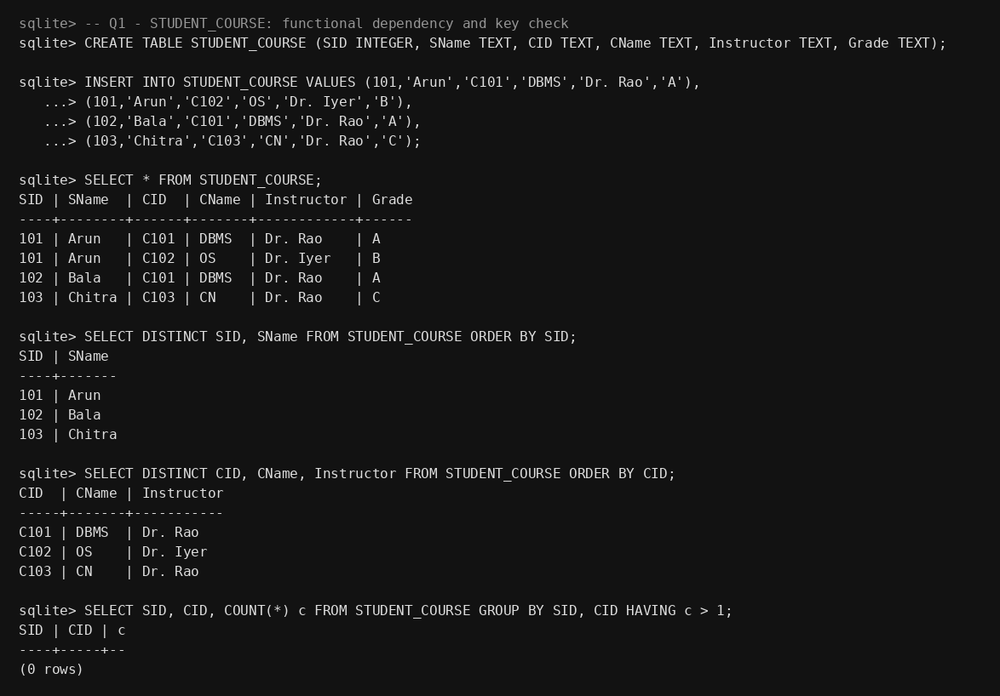 sqlite> -- Q1 - STUDENT_COURSE: functional dependency and key check
sqlite> CREATE TABLE STUDENT_COURSE (SID INTEGER, SName TEXT, CID TEXT, CName TEXT, Instructor TEXT, Grade TEXT);

sqlite> INSERT INTO STUDENT_COURSE VALUES (101,'Arun','C101','DBMS','Dr. Rao','A'),
   ...> (101,'Arun','C102','OS','Dr. Iyer','B'),
   ...> (102,'Bala','C101','DBMS','Dr. Rao','A'),
   ...> (103,'Chitra','C103','CN','Dr. Rao','C');

sqlite> SELECT * FROM STUDENT_COURSE;
SID | SName  | CID  | CName | Instructor | Grade
----+--------+------+-------+------------+------
101 | Arun   | C101 | DBMS  | Dr. Rao    | A
101 | Arun   | C102 | OS    | Dr. Iyer   | B
102 | Bala   | C101 | DBMS  | Dr. Rao    | A
103 | Chitra | C103 | CN    | Dr. Rao    | C

sqlite> SELECT DISTINCT SID, SName FROM STUDENT_COURSE ORDER BY SID;
SID | SName
----+-------
101 | Arun
102 | Bala
103 | Chitra

sqlite> SELECT DISTINCT CID, CName, Instructor FROM STUDENT_COURSE ORDER BY CID;
CID  | CName | Instructor
-----+-------+-----------
C101 | DBMS  | Dr. Rao
C102 | OS    | Dr. Iyer
C103 | CN    | Dr. Rao

sqlite> SELECT SID, CID, COUNT(*) c FROM STUDENT_COURSE GROUP BY SID, CID HAVING c > 1;
SID | CID | c
----+-----+--
(0 rows)